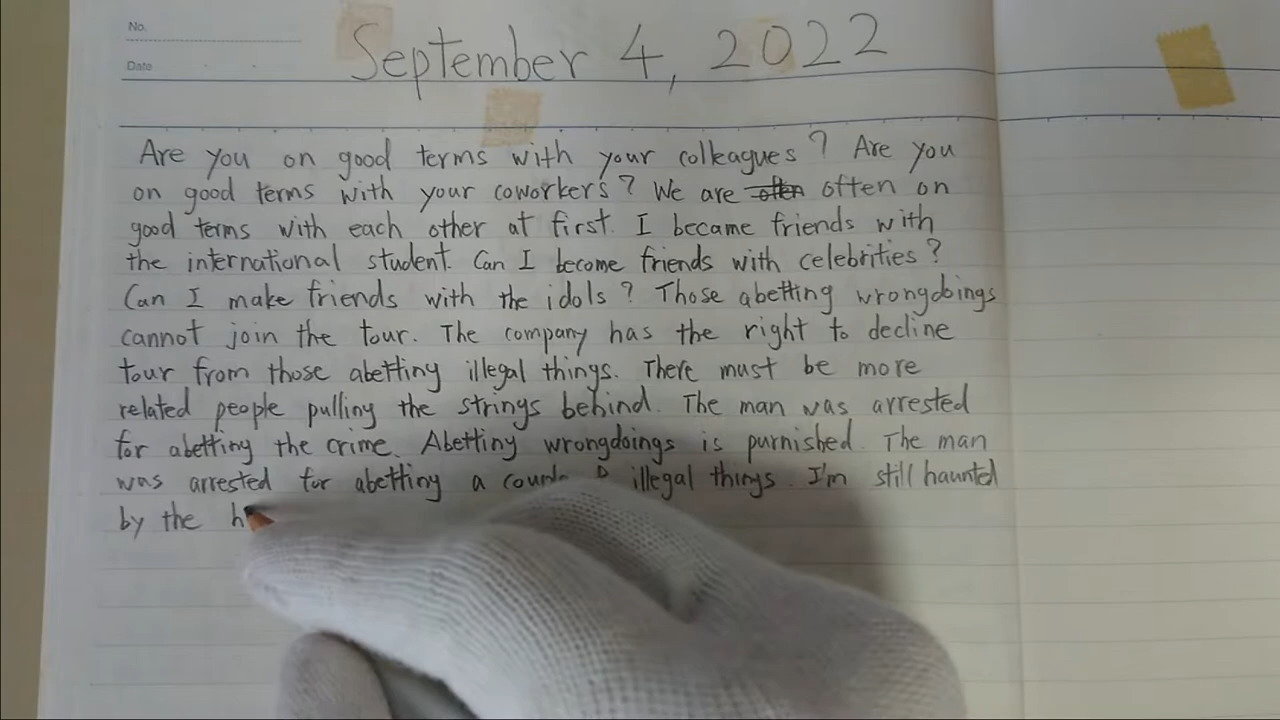 No.
Date
September 4, 2022
Are you on good terms with your colleagues? Are you
on good terms with your coworkers? We are often often on
good terms with each other at first. I became friends with
the international student. Can I become friends with celebrities?
Can I make friends with the idols? Those abetting wrongdoings
cannot join the tour. The company has the right to decline
tour from those abetting illegal things. There must be more
related people pulling the strings behind. The man was arrested
for abetting the crime. Abetting wrongdoings is purnished. The man
was arrested for abetting a illegal things. I'm still haunted
by the